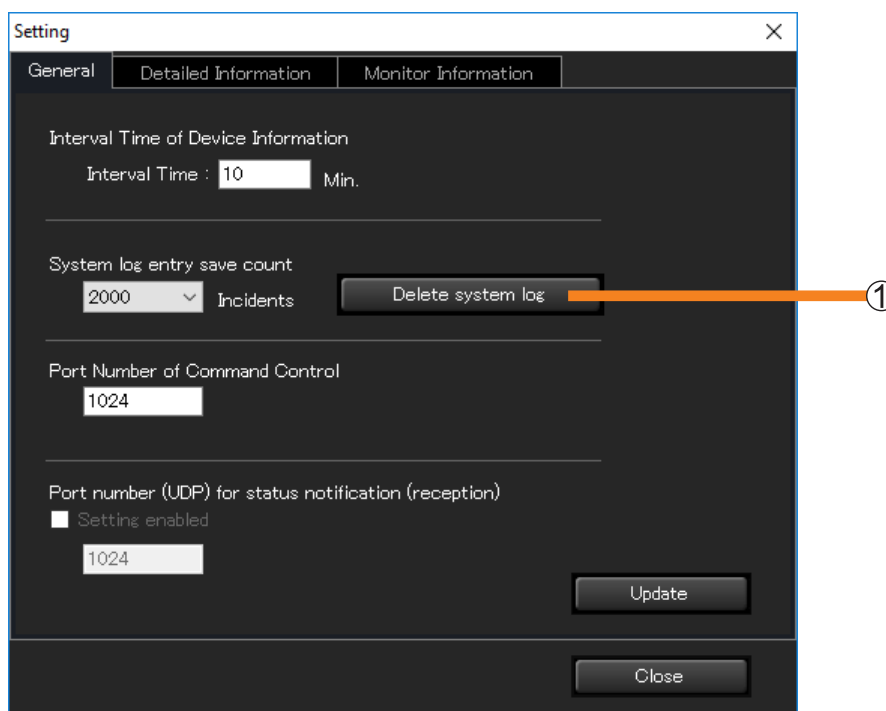 Setting
General Detailed Information Monitor Information
Interval Time of Device Information
Interval Time : 10 Min.
System log entry save count
2000 Incidents Delete system log
①
Port Number of Command Control
1024
Port number (UDP) for status notification (reception)
Setting enabled
1024
Update
Close